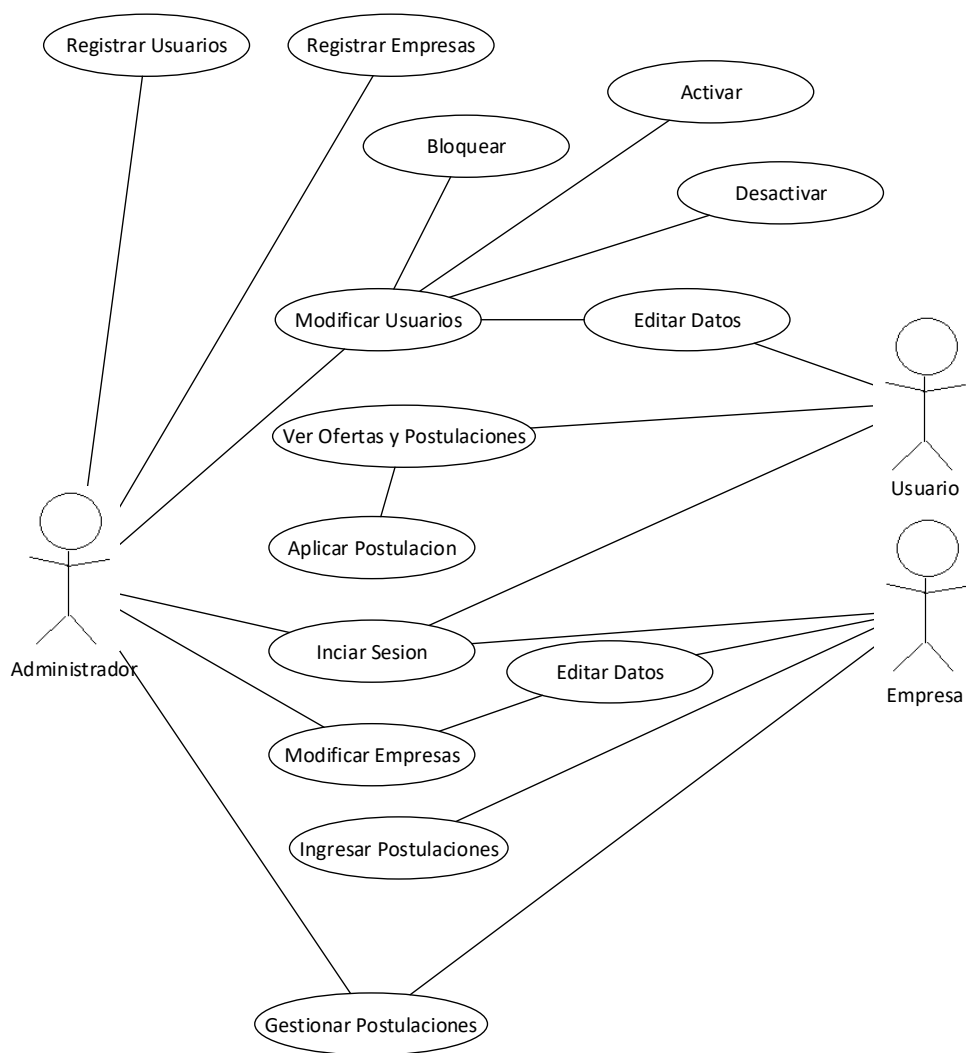 Registrar Usuarios
Registrar Empresas
Activar
Bloquear
Desactivar
Modificar Usuarios
Editar Datos
Ver Ofertas y Postulaciones
Usuario
Aplicar Postulacion
Inciar Sesion
Administrador
Editar Datos
Empresa
Modificar Empresas
Ingresar Postulaciones
Gestionar Postulaciones